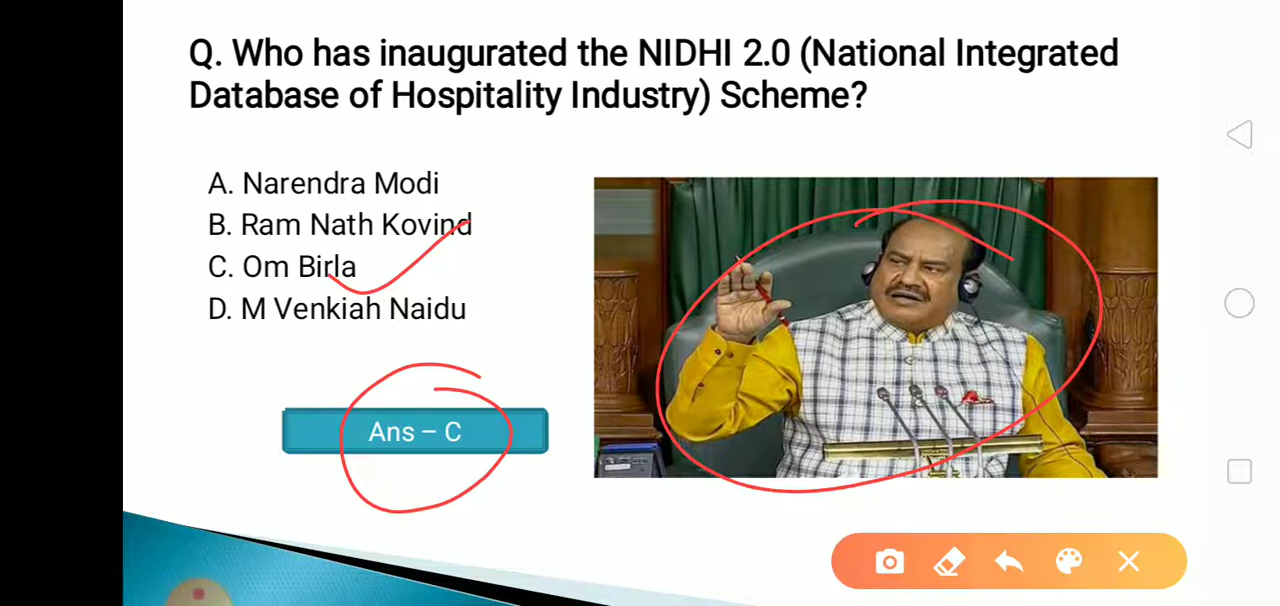 Q. Who has inaugurated the NIDHI 2.0 (National Integrated
Database of Hospitality Industry) Scheme?
A. Narendra Modi
B. Ram Nath Kovind
C. Om Birla
D. M Venkiah Naidu
Ans – C